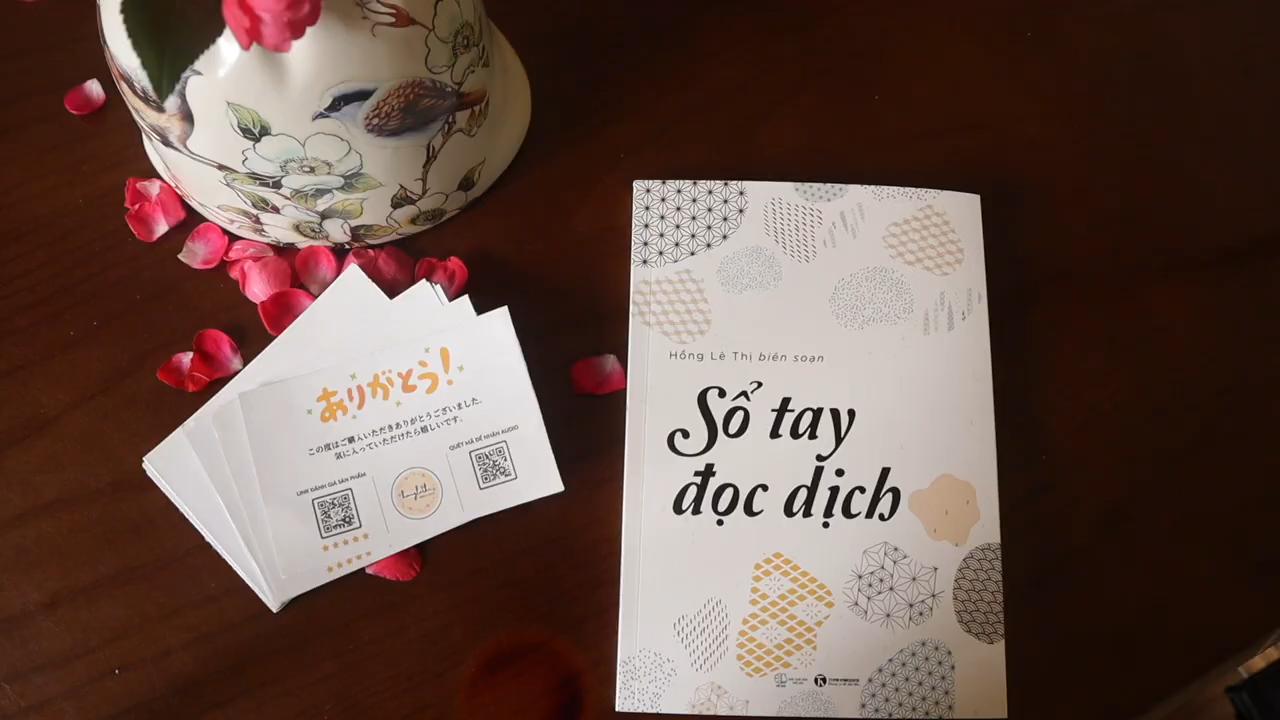 ありがとう!
この度はご購入いただきありがとうございました。
気に入っていただけたら嬉しいです。
LINK ĐÁNH GIÁ SẢN PHẨM
QUÉT MÃ ĐỂ NHẬN AUDIO
Hồng Lê Thị biên soạn
Sổ tay
đọc dịch